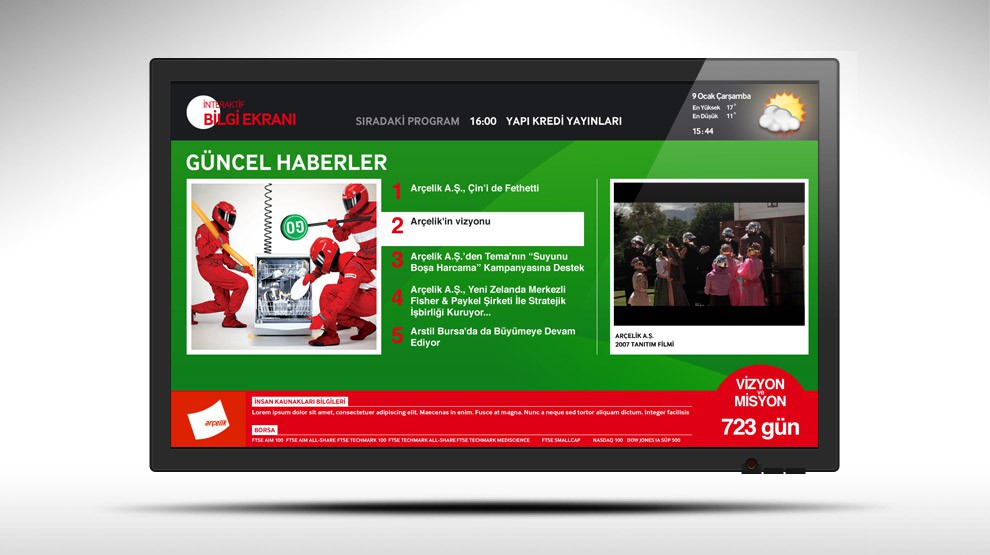 İNTERAKTİF
BİLGİ EKRANI
SIRADAKİ PROGRAM 16:00 YAPI KREDİ YAYINLARI
9 Ocak Çarşamba
En Yüksek 17°
En Düşük 11°
15:44
GÜNCEL HABERLER
1 Arçelik A.Ş., Çin'i de Fethetti
2 Arçelik'in vizyonu
3 Arçelik A.Ş.'den Tema'nın “Suyunu
Boşa Harcama” Kampanyasına Destek
4 Arçelik A.Ş., Yeni Zelanda Merkezli
Fisher & Paykel Şirketi İle Stratejik
İşbirliği Kuruyor...
5 Arstil Bursa'da da Büyümeye Devam
Ediyor
GO
ARÇELİK A.Ş.
2007 TANITIM FİLMİ
arçelik
İNSAN KAUNAKLARI BİLGİLERİ
Lorem ipsum dolor sit amet, consectetuer adipiscing elit. Maecenas in enim. Fusce at magna. Nunc a neque sed tortor aliquam dictum. Integer facilisis
BORSA
FTSE AIM 100 FTSE AIM ALL-SHARE FTSE TECHMARK 100 FTSE TECHMARK ALL-SHARE FTSE TECHMARK MEDISCIENCE FTSE SMALLCAP NASDAQ 100 DOW JONES IA SÜP 500
VİZYON
ve
MİSYON
723 gün